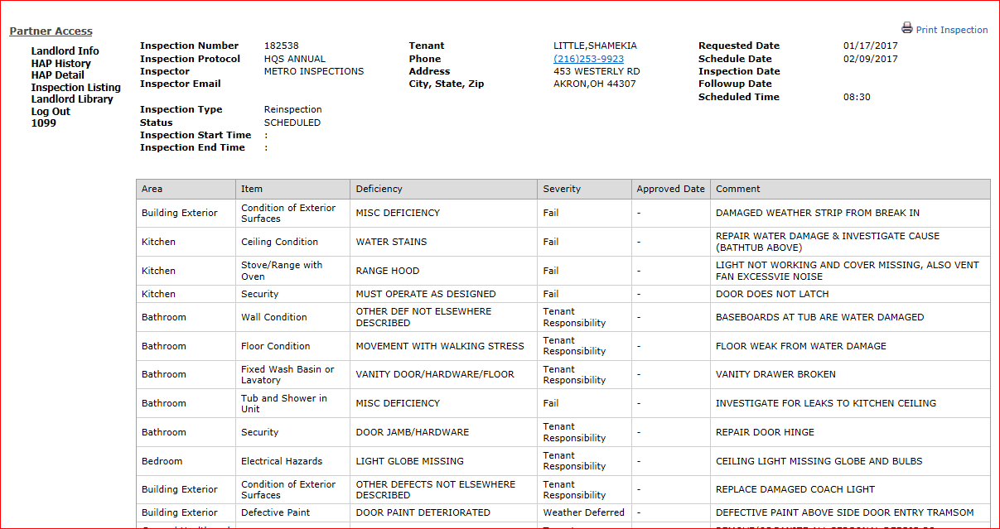 Partner Access
Print Inspection
Landlord Info
HAP History
HAP Detail
Inspection Listing
Landlord Library
Log Out
1099
Inspection Number 182538 Tenant LITTLE,SHAMEKIA Requested Date 01/17/2017
Inspection Protocol HQS ANNUAL Phone (216)253-9923 Schedule Date 02/09/2017
Inspector METRO INSPECTIONS Address 453 WESTERLY RD Inspection Date
Inspector Email City, State, Zip AKRON,OH 44307 Followup Date
Scheduled Time 08:30
Inspection Type Reinspection
Status SCHEDULED
Inspection Start Time :
Inspection End Time :
Area Item Deficiency Severity Approved Date Comment
Building Exterior Condition of Exterior Surfaces MISC DEFICIENCY Fail - DAMAGED WEATHER STRIP FROM BREAK IN
Kitchen Ceiling Condition WATER STAINS Fail - REPAIR WATER DAMAGE & INVESTIGATE CAUSE (BATHTUB ABOVE)
Kitchen Stove/Range with Oven RANGE HOOD Fail - LIGHT NOT WORKING AND COVER MISSING, ALSO VENT FAN EXCESSVIE NOISE
Kitchen Security MUST OPERATE AS DESIGNED Fail - DOOR DOES NOT LATCH
Bathroom Wall Condition OTHER DEF NOT ELSEWHERE DESCRIBED Tenant Responsibility - BASEBOARDS AT TUB ARE WATER DAMAGED
Bathroom Floor Condition MOVEMENT WITH WALKING STRESS Tenant Responsibility - FLOOR WEAK FROM WATER DAMAGE
Bathroom Fixed Wash Basin or Lavatory VANITY DOOR/HARDWARE/FLOOR Tenant Responsibility - VANITY DRAWER BROKEN
Bathroom Tub and Shower in Unit MISC DEFICIENCY Fail - INVESTIGATE FOR LEAKS TO KITCHEN CEILING
Bathroom Security DOOR JAMB/HARDWARE Tenant Responsibility - REPAIR DOOR HINGE
Bedroom Electrical Hazards LIGHT GLOBE MISSING Tenant Responsibility - CEILING LIGHT MISSING GLOBE AND BULBS
Building Exterior Condition of Exterior Surfaces OTHER DEFECTS NOT ELSEWHERE DESCRIBED Tenant Responsibility - REPLACE DAMAGED COACH LIGHT
Building Exterior Defective Paint DOOR PAINT DETERIORATED Weather Deferred - DEFECTIVE PAINT ABOVE SIDE DOOR ENTRY TRAMSOM